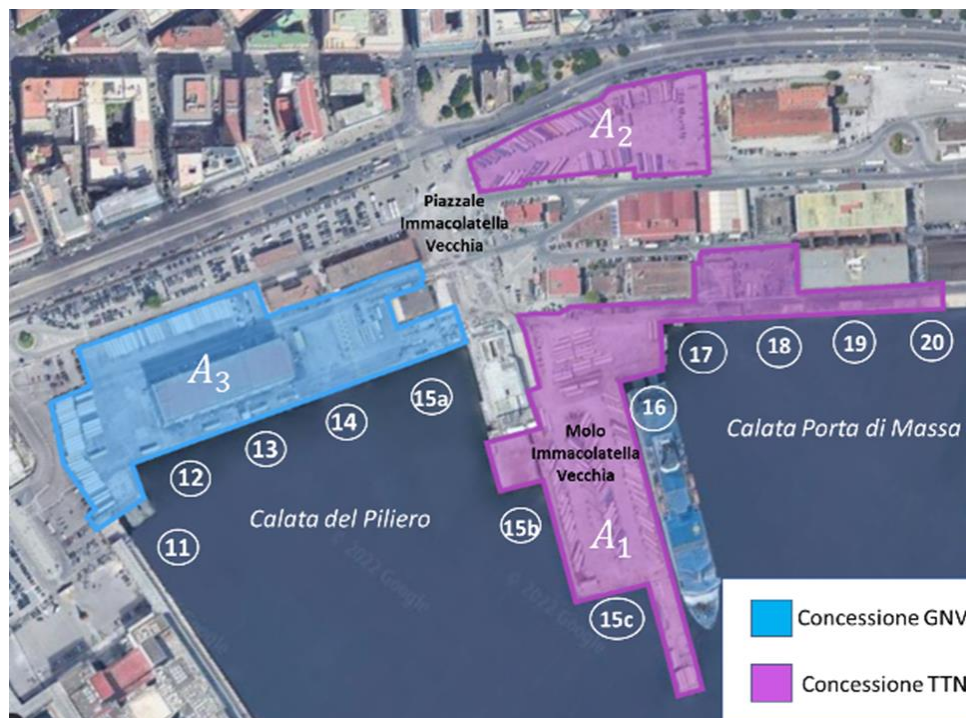 A₂
Piazzale
Immacolatella
Vecchia
A₃
15a
14
13
12
11
Calata del Piliero
17
18
19
20
16
Calata Porta di Massa
Molo
Immacolatella
Vecchia
15b
A₁
15c
© 2022 Google
© 2022 Google
Concessione GNV
Concessione TTN